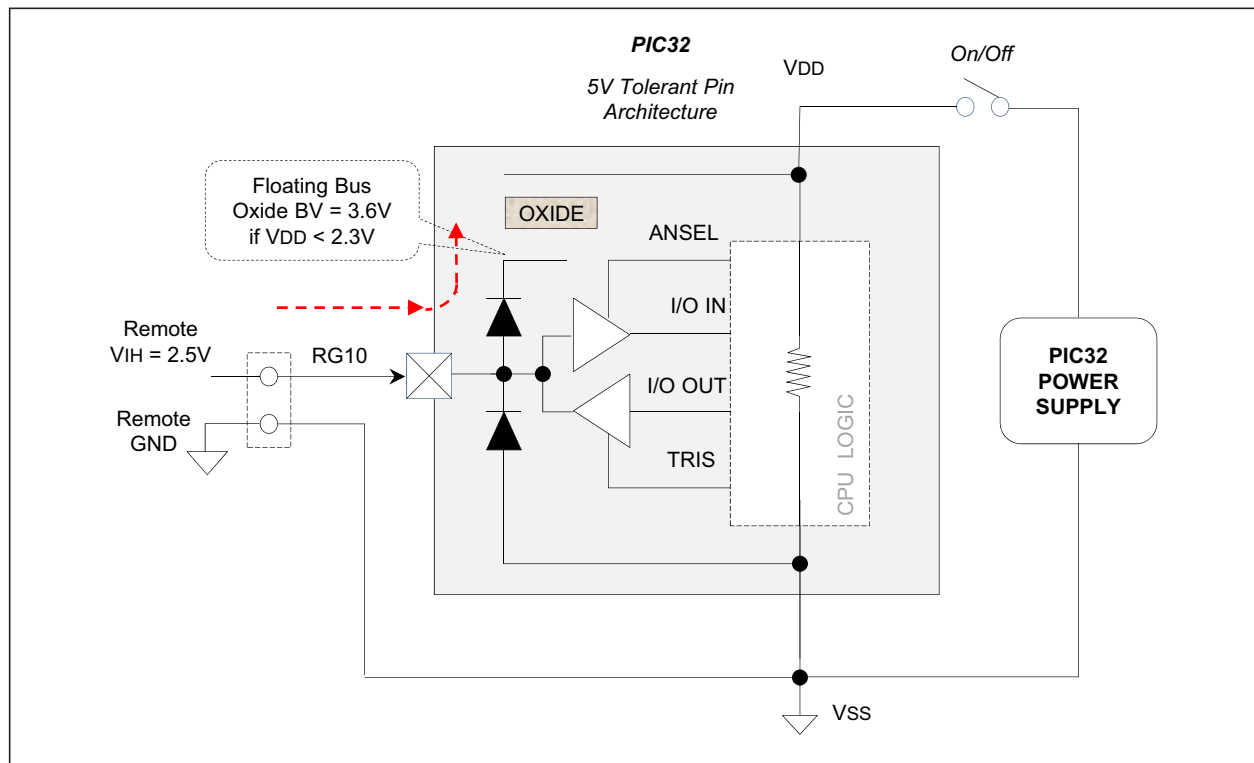 PIC32
5V Tolerant Pin
Architecture
VDD
On/Off
Floating Bus
Oxide BV = 3.6V
if VDD < 2.3V
OXIDE
ANSEL
I/O IN
I/O OUT
TRIS
CPU LOGIC
Remote
VIH = 2.5V
RG10
Remote
GND
PIC32
POWER
SUPPLY
VSS